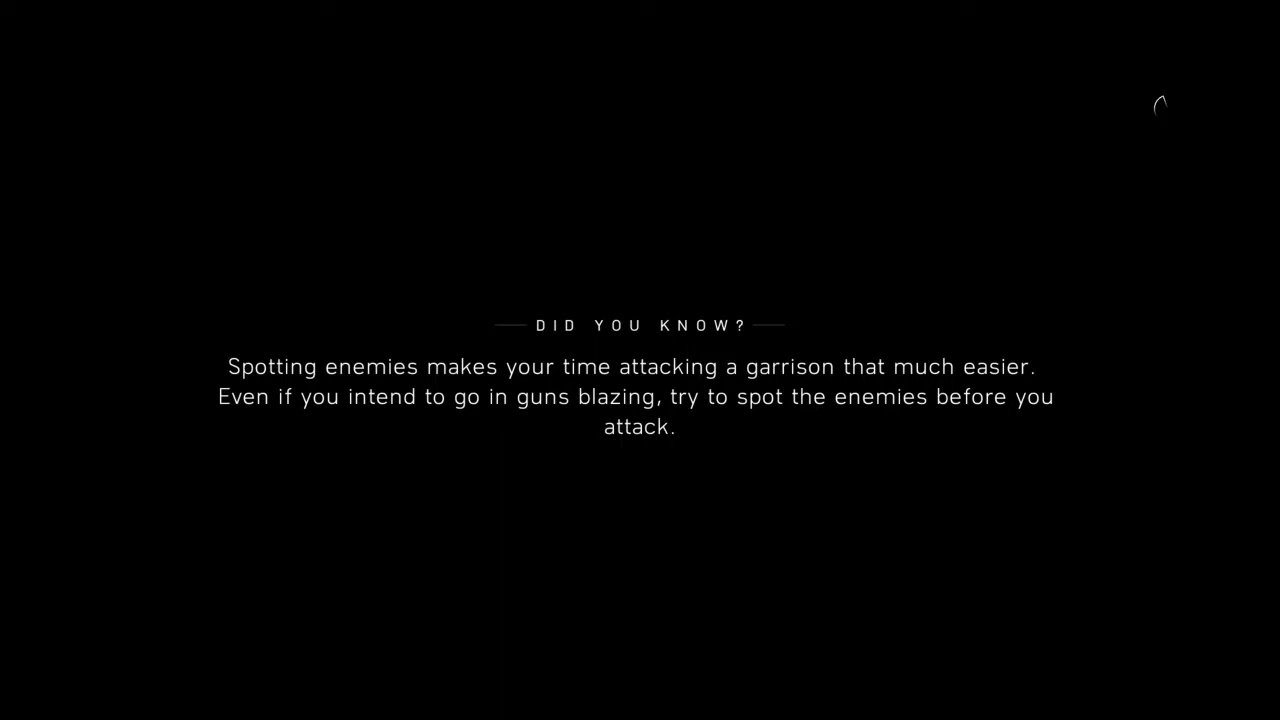 DID YOU KNOW?
Spotting enemies makes your time attacking a garrison that much easier.
Even if you intend to go in guns blazing, try to spot the enemies before you
attack.